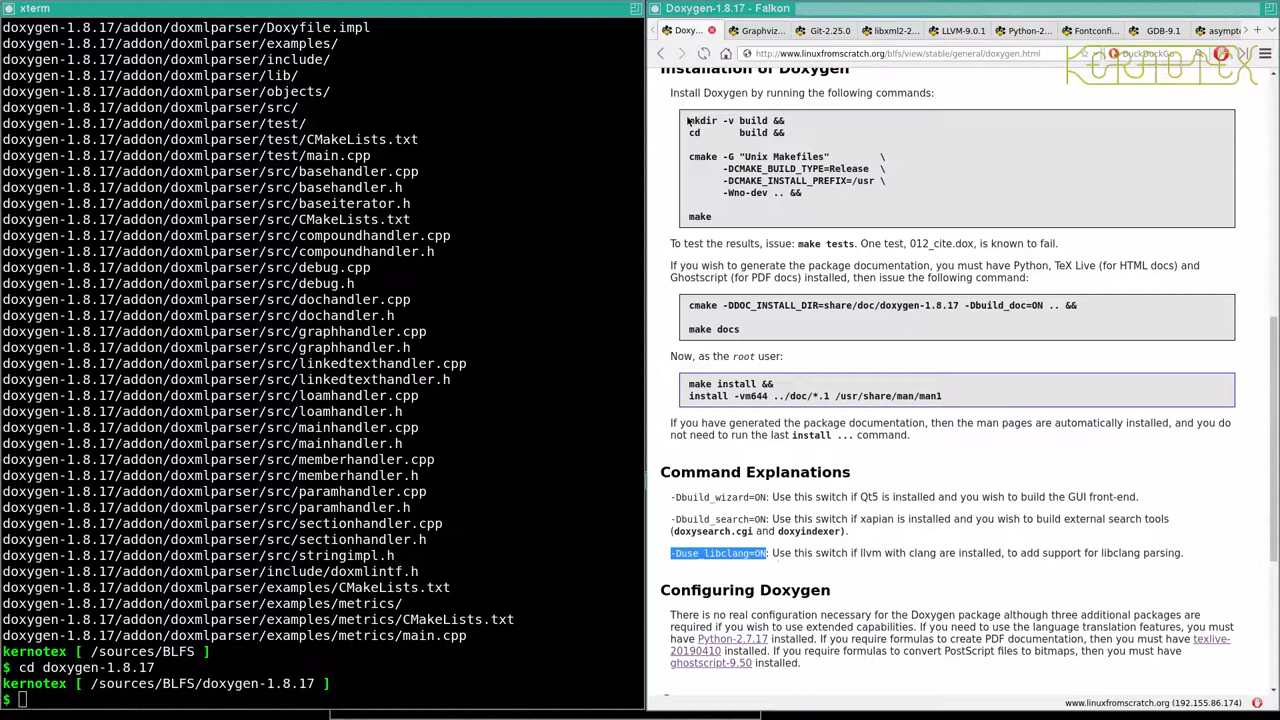 xterm
doxygen-1.8.17/addon/doxmlparser/Doxyfile.impl
doxygen-1.8.17/addon/doxmlparser/examples/
doxygen-1.8.17/addon/doxmlparser/include/
doxygen-1.8.17/addon/doxmlparser/lib/
doxygen-1.8.17/addon/doxmlparser/objects/
doxygen-1.8.17/addon/doxmlparser/src/
doxygen-1.8.17/addon/doxmlparser/test/
doxygen-1.8.17/addon/doxmlparser/test/CMakeLists.txt
doxygen-1.8.17/addon/doxmlparser/test/main.cpp
doxygen-1.8.17/addon/doxmlparser/src/basehandler.cpp
doxygen-1.8.17/addon/doxmlparser/src/basehandler.h
doxygen-1.8.17/addon/doxmlparser/src/baseiterator.h
doxygen-1.8.17/addon/doxmlparser/src/CMakeLists.txt
doxygen-1.8.17/addon/doxmlparser/src/compoundhandler.cpp
doxygen-1.8.17/addon/doxmlparser/src/compoundhandler.h
doxygen-1.8.17/addon/doxmlparser/src/debug.cpp
doxygen-1.8.17/addon/doxmlparser/src/debug.h
doxygen-1.8.17/addon/doxmlparser/src/dochandler.cpp
doxygen-1.8.17/addon/doxmlparser/src/dochandler.h
doxygen-1.8.17/addon/doxmlparser/src/graphhandler.cpp
doxygen-1.8.17/addon/doxmlparser/src/graphhandler.h
doxygen-1.8.17/addon/doxmlparser/src/linkedtexthandler.cpp
doxygen-1.8.17/addon/doxmlparser/src/linkedtexthandler.h
doxygen-1.8.17/addon/doxmlparser/src/loamhandler.cpp
doxygen-1.8.17/addon/doxmlparser/src/loamhandler.h
doxygen-1.8.17/addon/doxmlparser/src/mainhandler.cpp
doxygen-1.8.17/addon/doxmlparser/src/mainhandler.h
doxygen-1.8.17/addon/doxmlparser/src/memberhandler.cpp
doxygen-1.8.17/addon/doxmlparser/src/memberhandler.h
doxygen-1.8.17/addon/doxmlparser/src/paramhandler.cpp
doxygen-1.8.17/addon/doxmlparser/src/paramhandler.h
doxygen-1.8.17/addon/doxmlparser/src/sectionhandler.cpp
doxygen-1.8.17/addon/doxmlparser/src/sectionhandler.h
doxygen-1.8.17/addon/doxmlparser/src/stringimpl.h
doxygen-1.8.17/addon/doxmlparser/include/doxmlintf.h
doxygen-1.8.17/addon/doxmlparser/examples/CMakeLists.txt
doxygen-1.8.17/addon/doxmlparser/examples/metrics/
doxygen-1.8.17/addon/doxmlparser/examples/metrics/CMakeLists.txt
doxygen-1.8.17/addon/doxmlparser/examples/metrics/main.cpp
kernotex [ /sources/BLFS ]
$ cd doxygen-1.8.17
kernotex [ /sources/BLFS/doxygen-1.8.17 ]
$
Doxygen-1.8.17 - Falkon
Doxy... Graphviz... Git-2.25.0 libxml2-2... LLVM-9.0.1 Python-2... Fontconfi... GDB-9.1 asympto
http://www.linuxfromscratch.org/blfs/view/stable/general/doxygen.html DuckDuckGo
KERNOTEX
Installation of Doxygen
Install Doxygen by running the following commands:
mkdir -v build &&
cd build &&
cmake -G "Unix Makefiles" \
-DCMAKE_BUILD_TYPE=Release \
-DCMAKE_INSTALL_PREFIX=/usr \
-Wno-dev .. &&
make
To test the results, issue: make tests. One test, 012_cite.dox, is known to fail.
If you wish to generate the package documentation, you must have Python, TeX Live (for HTML docs) and
Ghostscript (for PDF docs) installed, then issue the following command:
cmake -DDOC_INSTALL_DIR=share/doc/doxygen-1.8.17 -Dbuild_doc=ON .. &&
make docs
Now, as the root user:
make install &&
install -vm644 ../doc/*.1 /usr/share/man/man1
If you have generated the package documentation, then the man pages are automatically installed, and you do
not need to run the last install ... command.
Command Explanations
-Dbuild_wizard=ON: Use this switch if Qt5 is installed and you wish to build the GUI front-end.
-Dbuild_search=ON: Use this switch if xapian is installed and you wish to build external search tools
(doxysearch.cgi and doxyindexer).
-Duse_libclang=ON: Use this switch if llvm with clang are installed, to add support for libclang parsing.
Configuring Doxygen
There is no real configuration necessary for the Doxygen package although three additional packages are
required if you wish to use extended capabilities. If you need to use the language translation features, you must
have Python-2.7.17 installed. If you require formulas to create PDF documentation, then you must have texlive-
20190410 installed. If you require formulas to convert PostScript files to bitmaps, then you must have
ghostscript-9.50 installed.
www.linuxfromscratch.org (192.155.86.174)